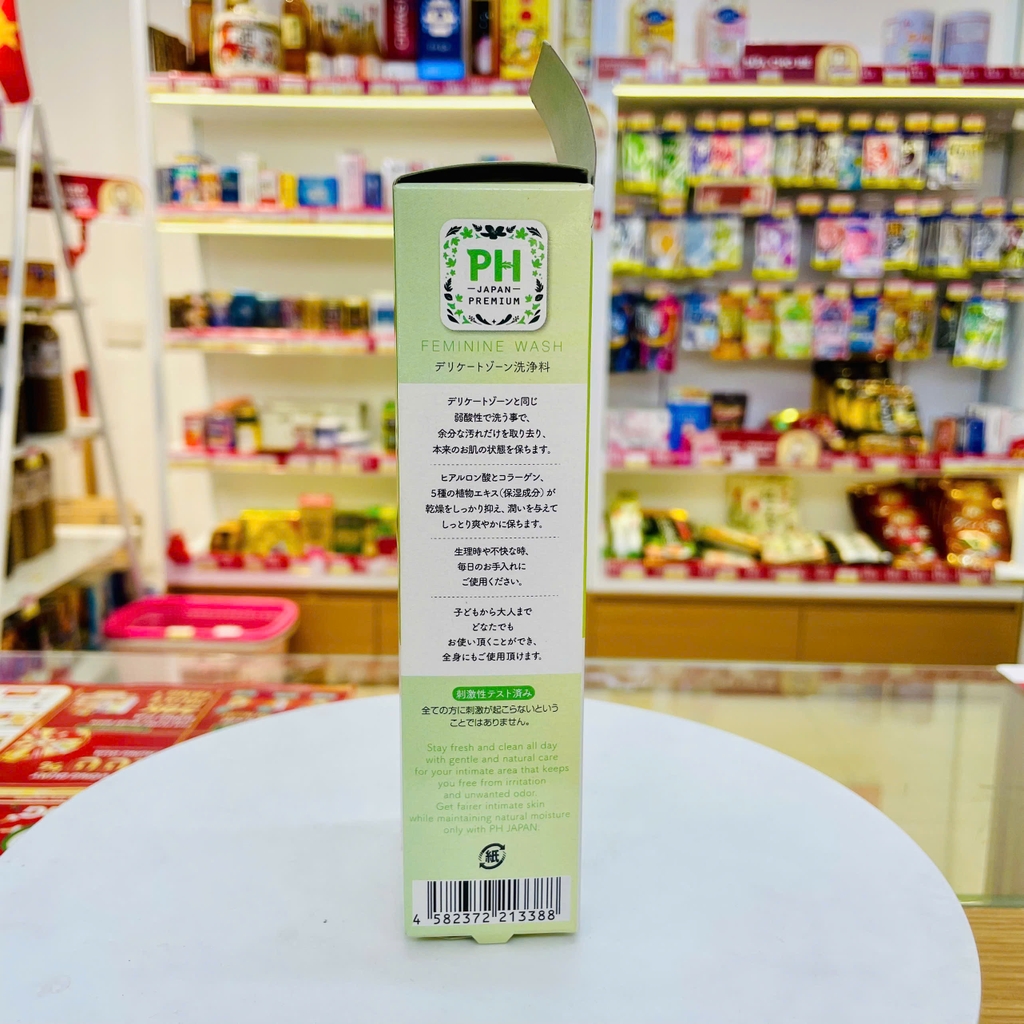 PH
JAPAN
PREMIUM
FEMININE WASH
デリケートゾーン洗浄料
デリケートゾーンと同じ
弱酸性で洗う事で、
余分な汚れだけを取り去り、
本来のお肌の状態を保ちます。
ヒアルロン酸とコラーゲン、
5種の植物エキス(保湿成分)が
乾燥をしっかり抑え、潤いを与えて
しっとり爽やかに保ちます。
生理時や不快な時、
毎日のお手入れに
ご使用ください。
子どもから大人まで
どなたでも
お使い頂くことができ、
全身にもご使用頂けます。
刺激性テスト済み
全ての方に刺激が起こらないという
ことではありません。
Stay fresh and clean all day
with gentle and natural care
for your intimate area that keeps
you free from irritation
and unwanted odor.
Get fairer intimate skin
while maintaining natural moisture
only with PH JAPAN.
紙
4 582372 213388